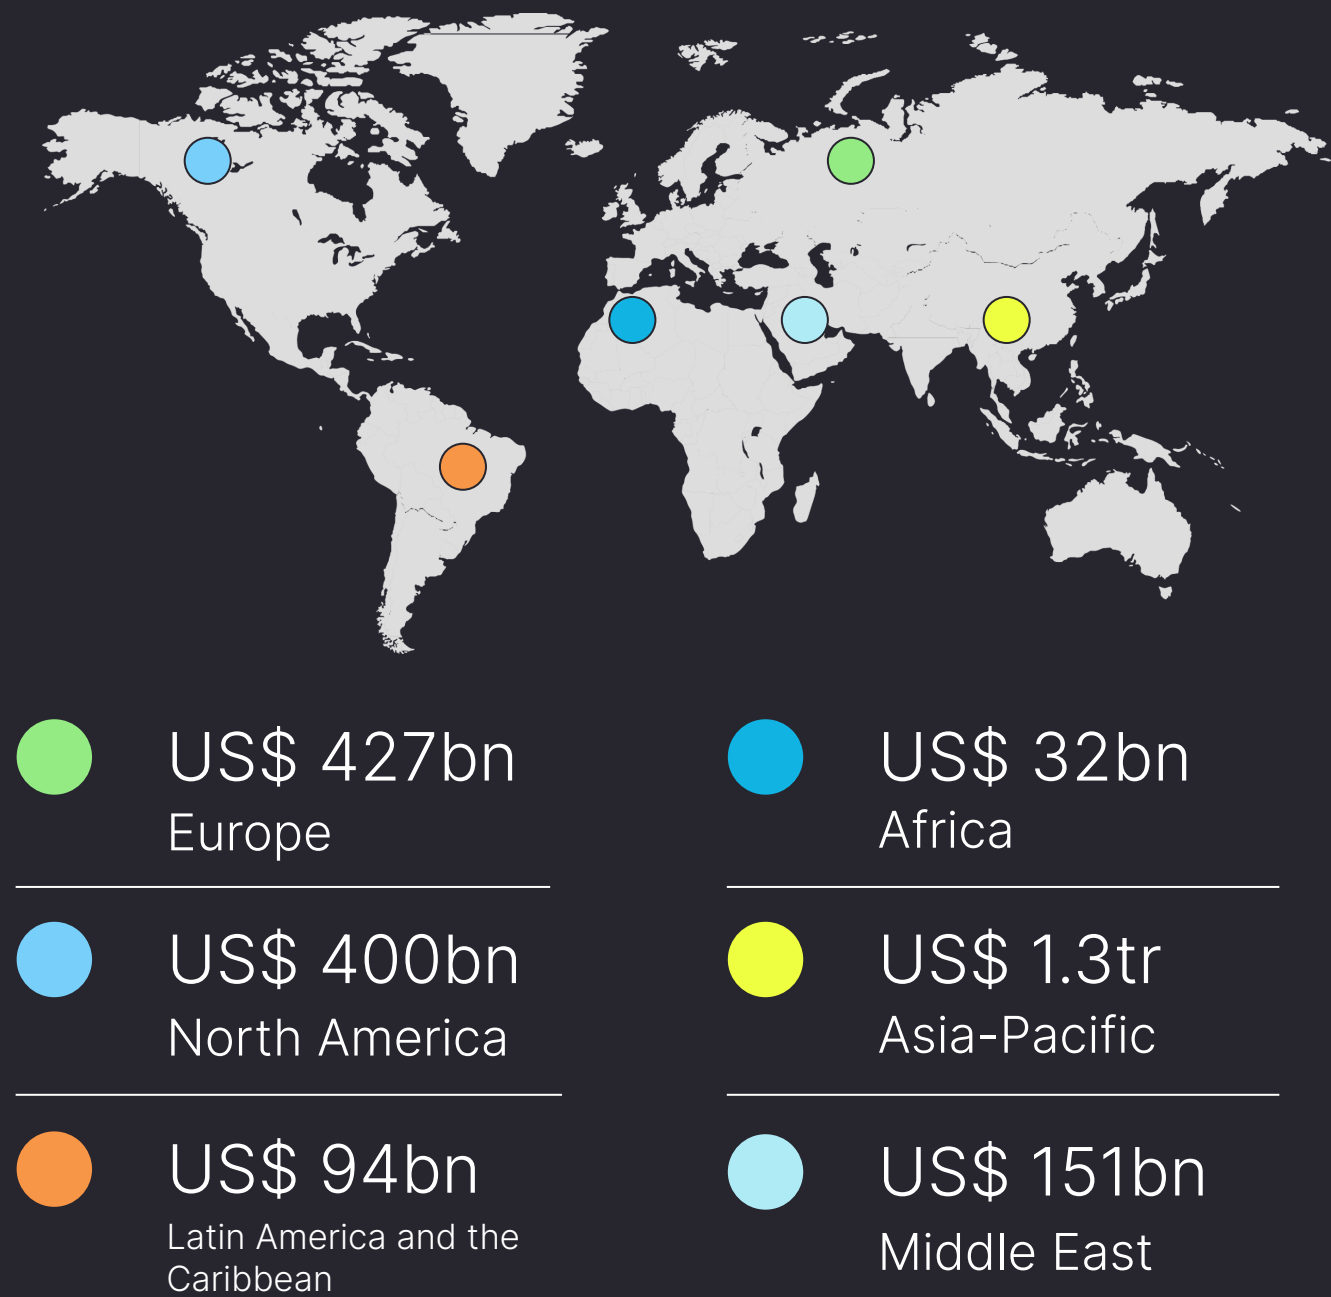 US$ 427bn
Europe
US$ 32bn
Africa
US$ 400bn
North America
US$ 1.3tr
Asia-Pacific
US$ 94bn
Latin America and the
Caribbean
US$ 151bn
Middle East